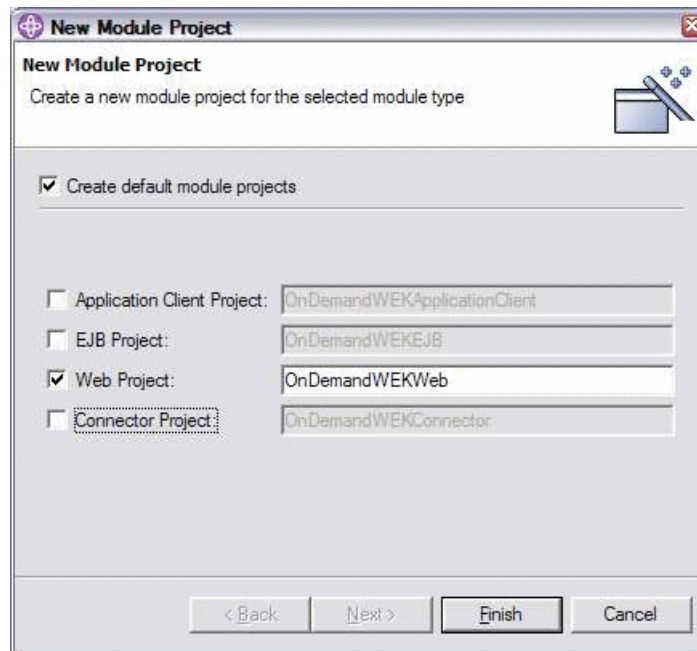 New Module Project
New Module Project
Create a new module project for the selected module type
Create default module projects
Application Client Project: OnDemandWEKApplicationClient
EJB Project: OnDemandWEKEJB
Web Project: OnDemandWEKWeb
Connector Project: OnDemandWEKConnector
< Back Next > Finish Cancel